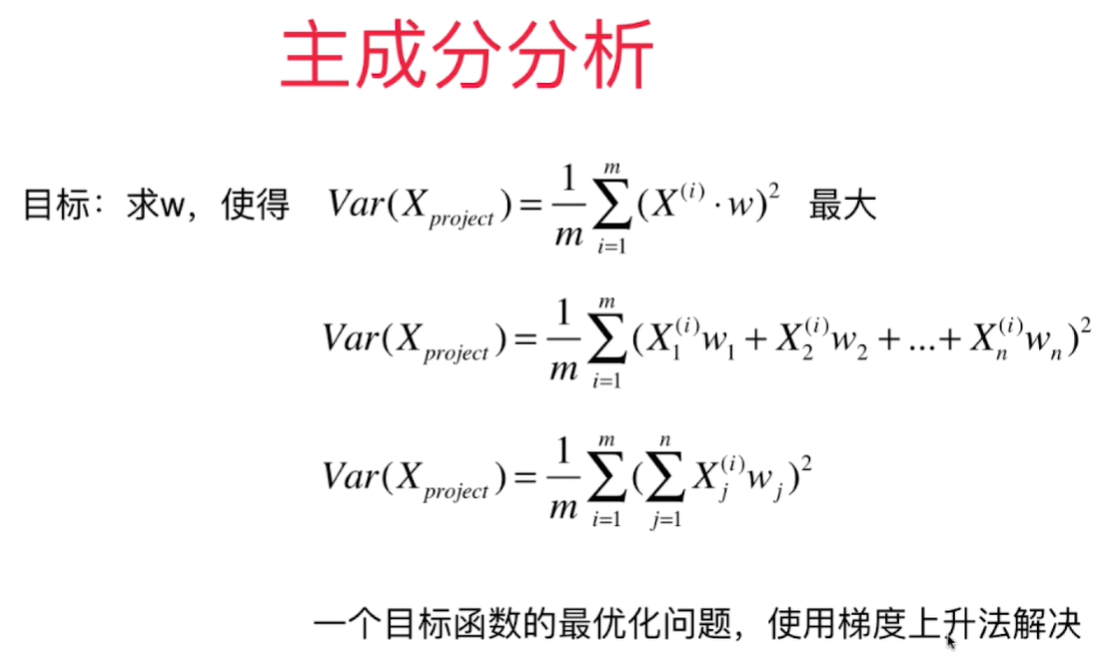 主成分分析
目标：求w，使得 Var(X_{project}) = \frac{1}{m} \sum_{i=1}^{m} (X^{(i)} \cdot w)^2 最大
Var(X_{project}) = \frac{1}{m} \sum_{i=1}^{m} (X_1^{(i)} w_1 + X_2^{(i)} w_2 + ... + X_n^{(i)} w_n)^2
Var(X_{project}) = \frac{1}{m} \sum_{i=1}^{m} (\sum_{j=1}^{n} X_j^{(i)} w_j)^2
一个目标函数的最优化问题，使用梯度上升法解决